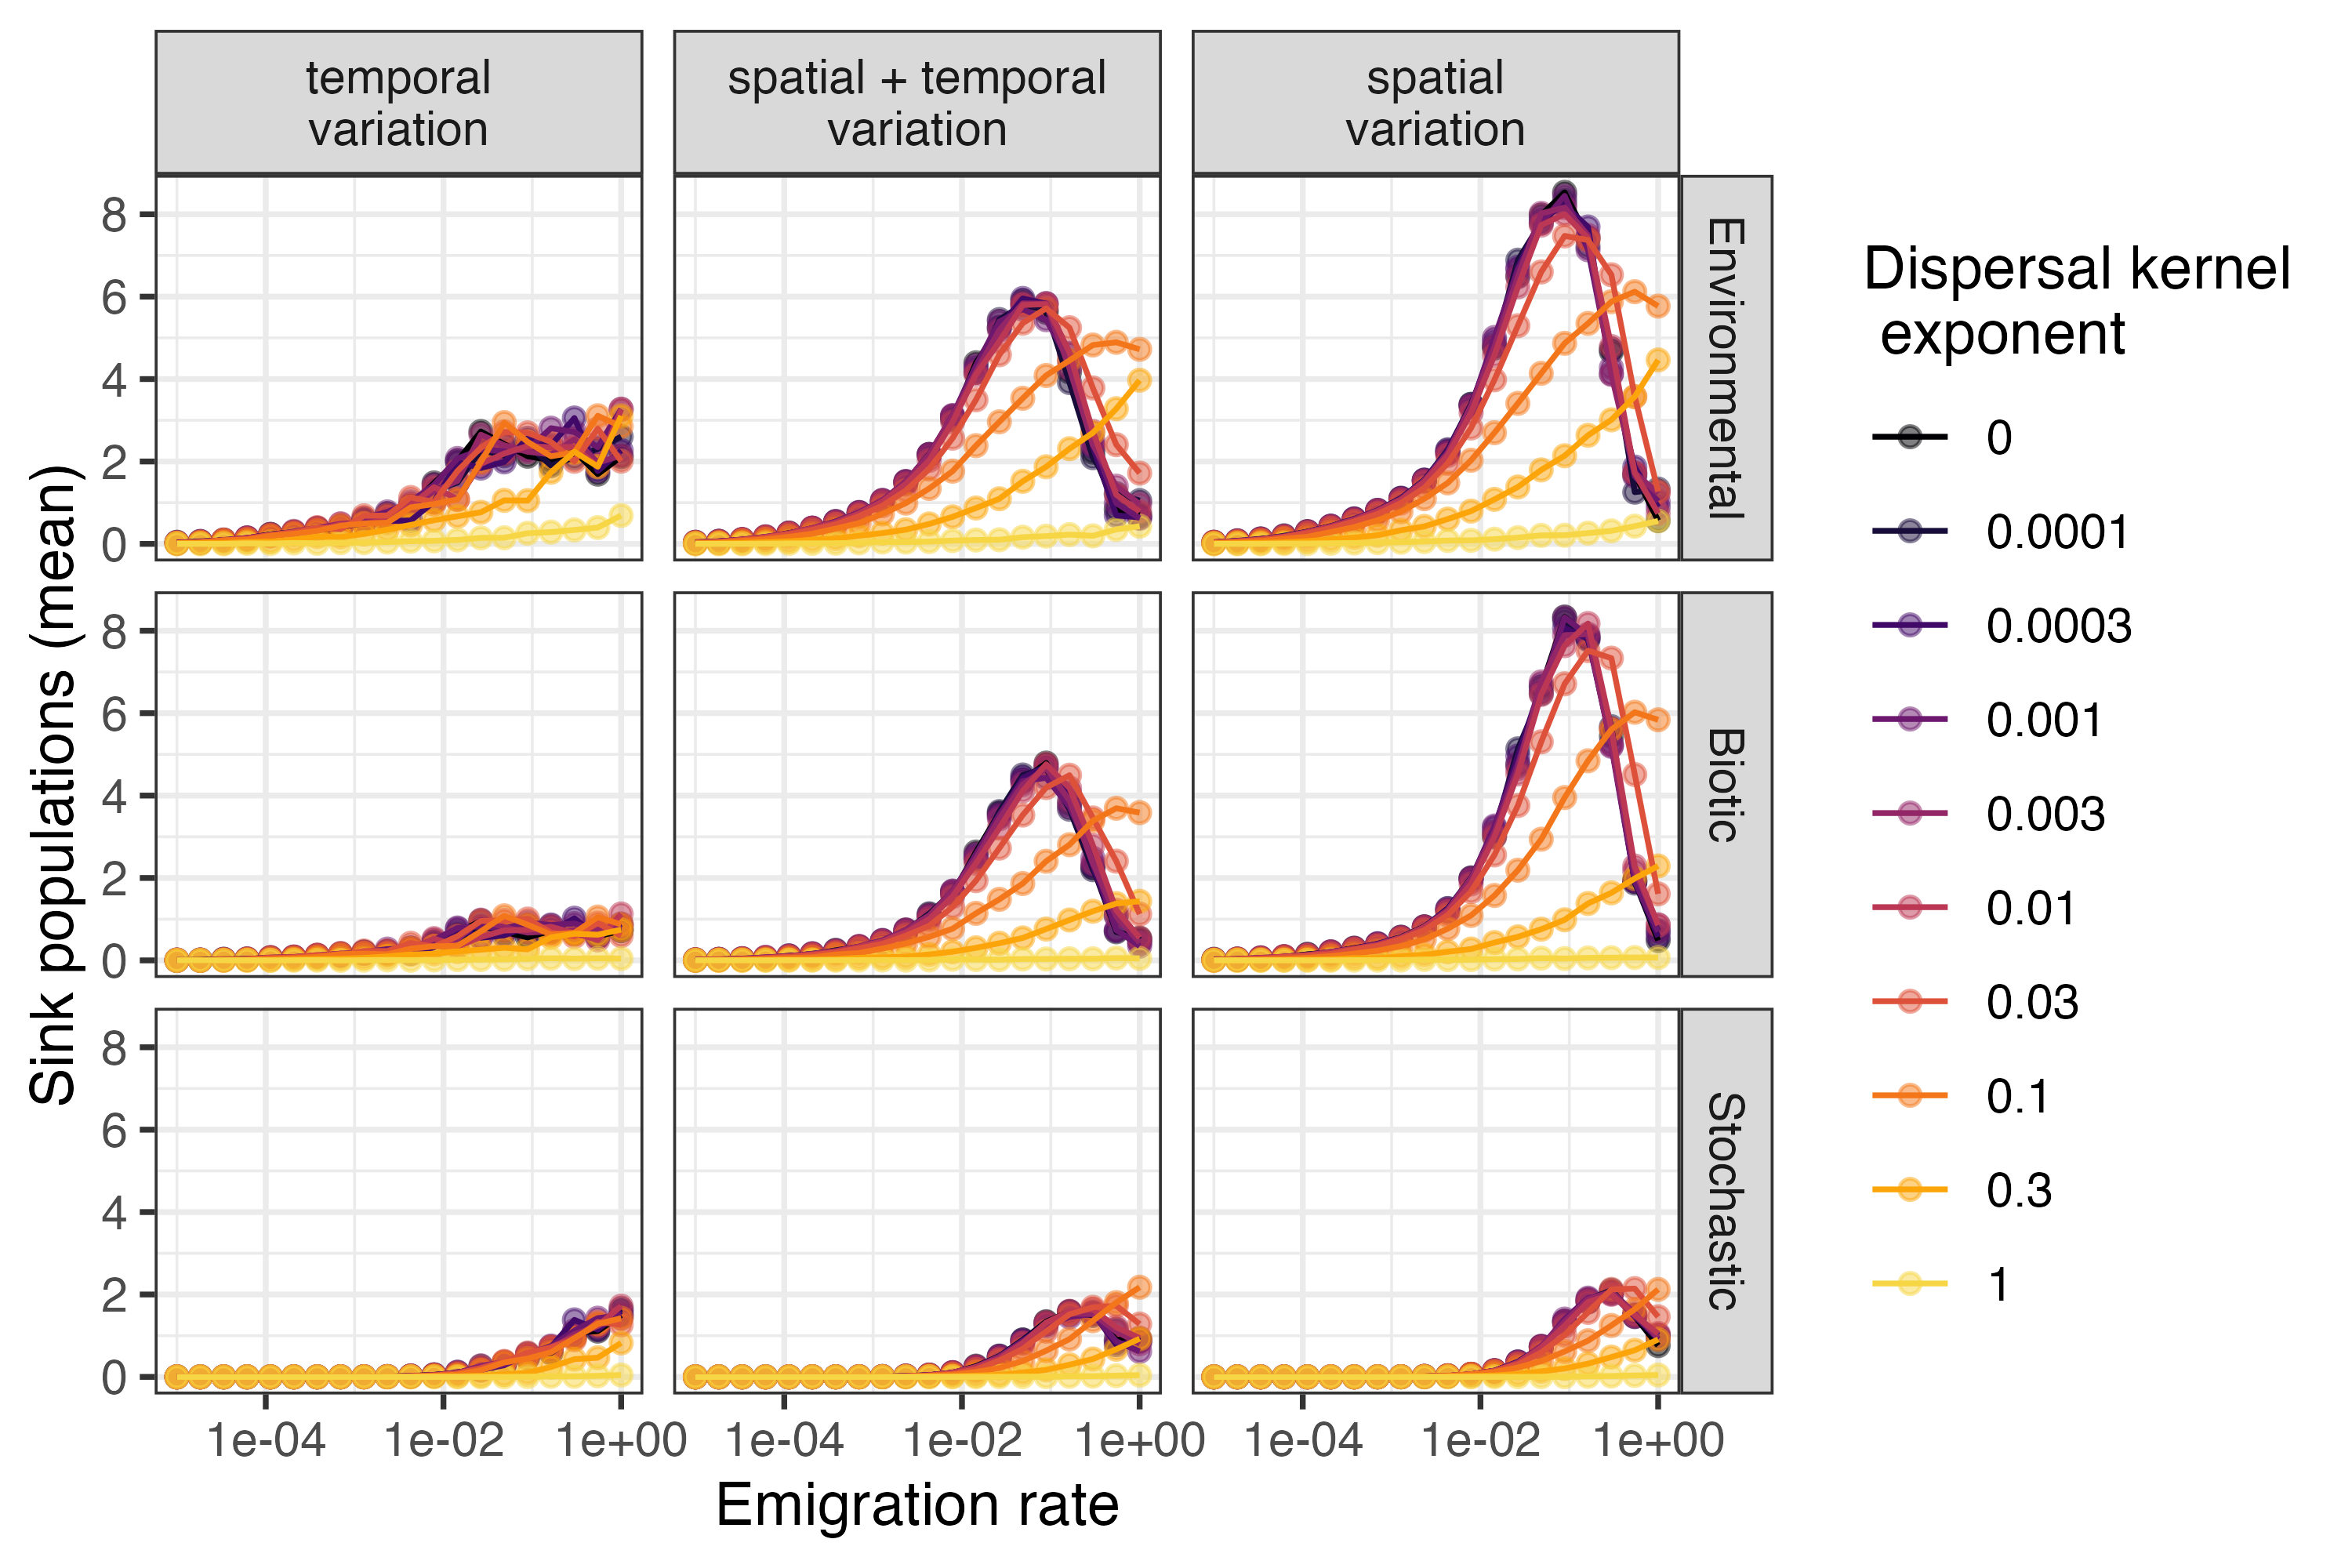 temporal
variation
spatial + temporal
variation
spatial
variation
8
6
4
2
0
Environmental
8
6
4
2
0
Biotic
8
6
4
2
0
Stochastic
1e-04
1e-02
1e+00
1e-04
1e-02
1e+00
1e-04
1e-02
1e+00
Emigration rate
Sink populations (mean)
Dispersal kernel
exponent
0
0.0001
0.0003
0.001
0.003
0.01
0.03
0.1
0.3
1